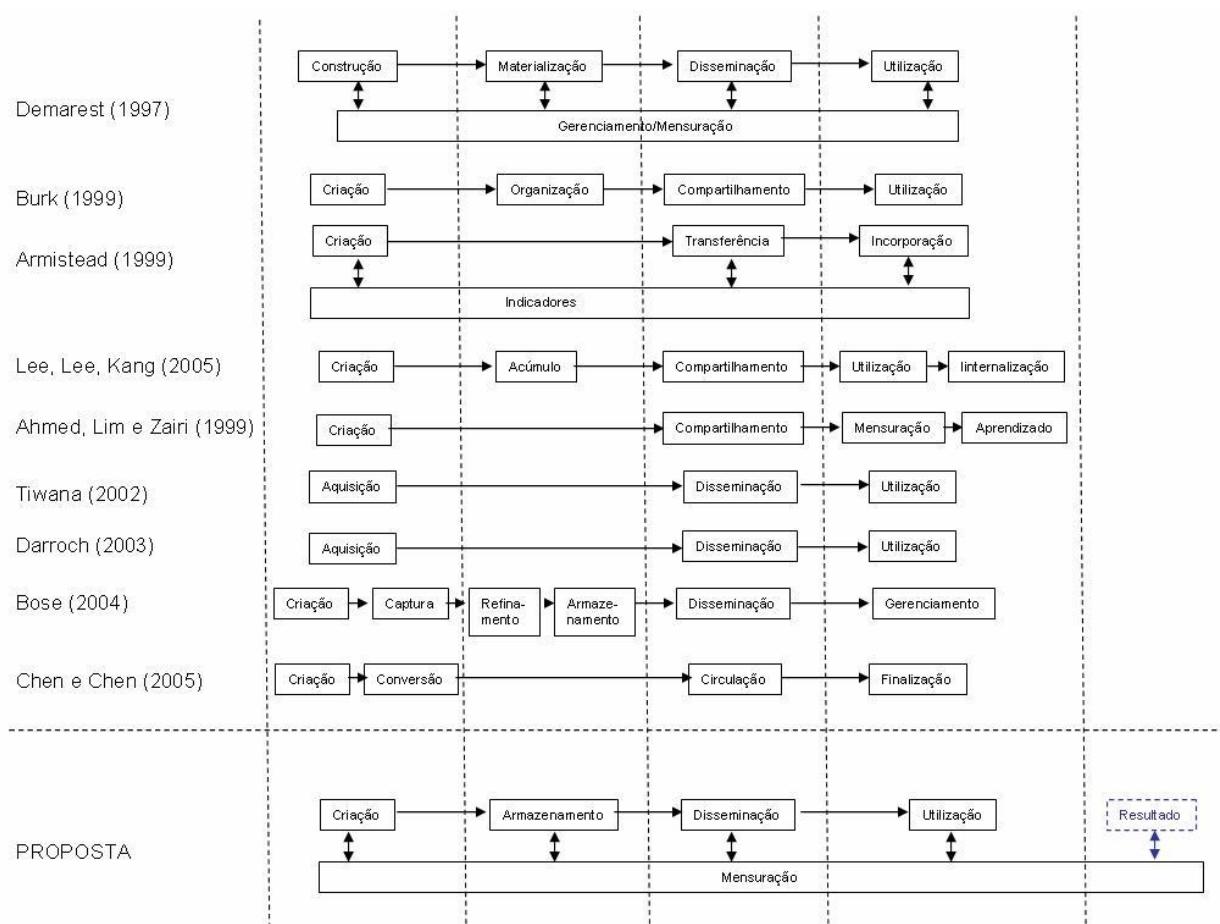 Construção Materialização Disseminação Utilização
Demarest (1997)
Gerenciamento/Mensuração
Criação Organização Compartilhamento Utilização
Burk (1999)
Criação Transferência Incorporação
Armistead (1999)
Indicadores
Lee, Lee, Kang (2005) Criação Acúmulo Compartilhamento Utilização Iinternalização
Ahmed, Lim e Zairi (1999) Criação Compartilhamento Mensuração Aprendizado
Tiwana (2002) Aquisição Disseminação Utilização
Darroch (2003) Aquisição Disseminação Utilização
Bose (2004) Criação Captura Refina- Armaze- Disseminação Gerenciamento
mento namento
Chen e Chen (2005) Criação Conversão Circulação Finalização
Criação Armazenamento Disseminação Utilização Resultado
PROPOSTA
Mensuração